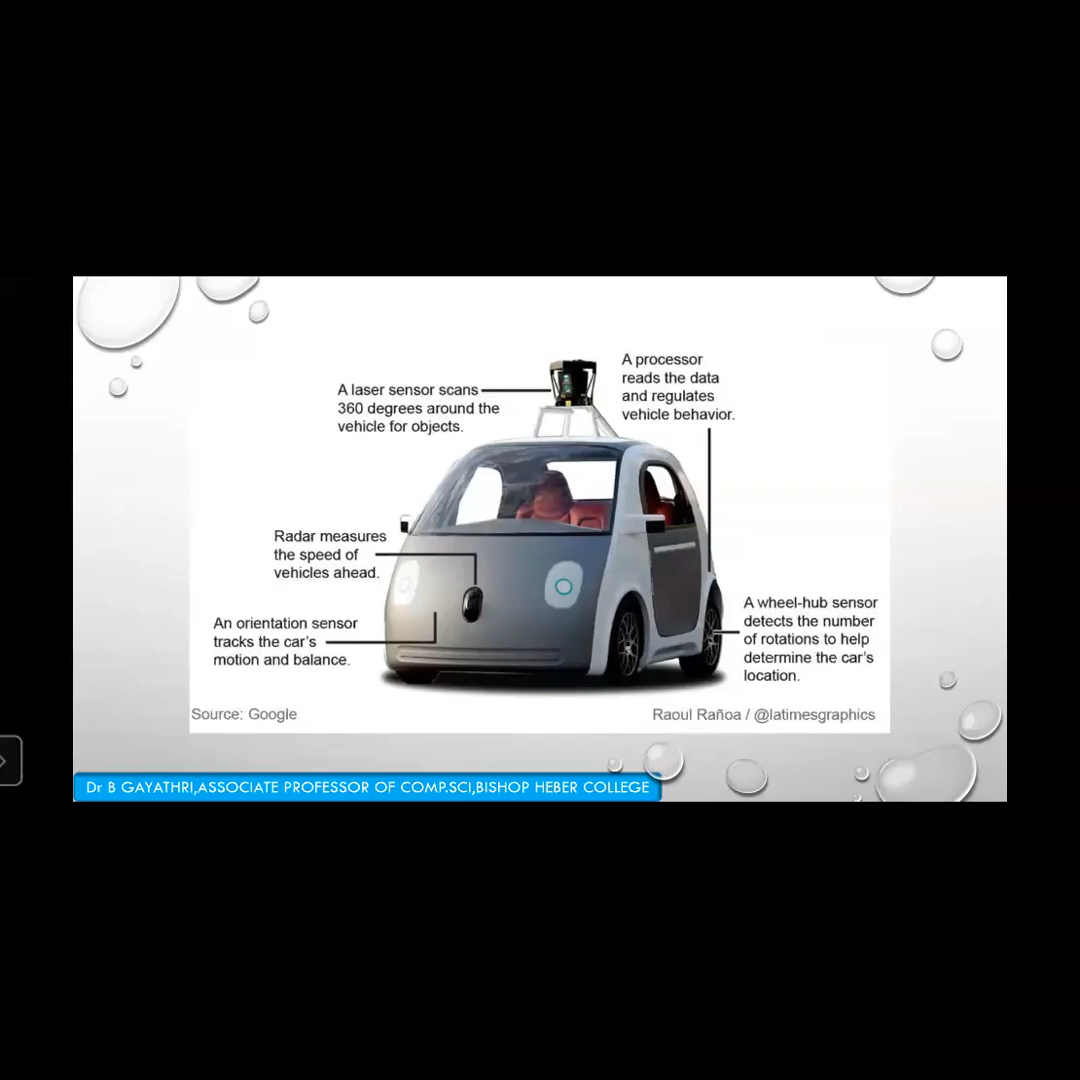 A laser sensor scans
360 degrees around the
vehicle for objects.
A processor
reads the data
and regulates
vehicle behavior.
Radar measures
the speed of
vehicles ahead.
An orientation sensor
tracks the car's
motion and balance.
A wheel-hub sensor
detects the number
of rotations to help
determine the car's
location.
Source: Google
Raoul Rañoa / @latimesgraphics
Dr B GAYATHRI,ASSOCIATE PROFESSOR OF COMP.SCI,BISHOP HEBER COLLEGE